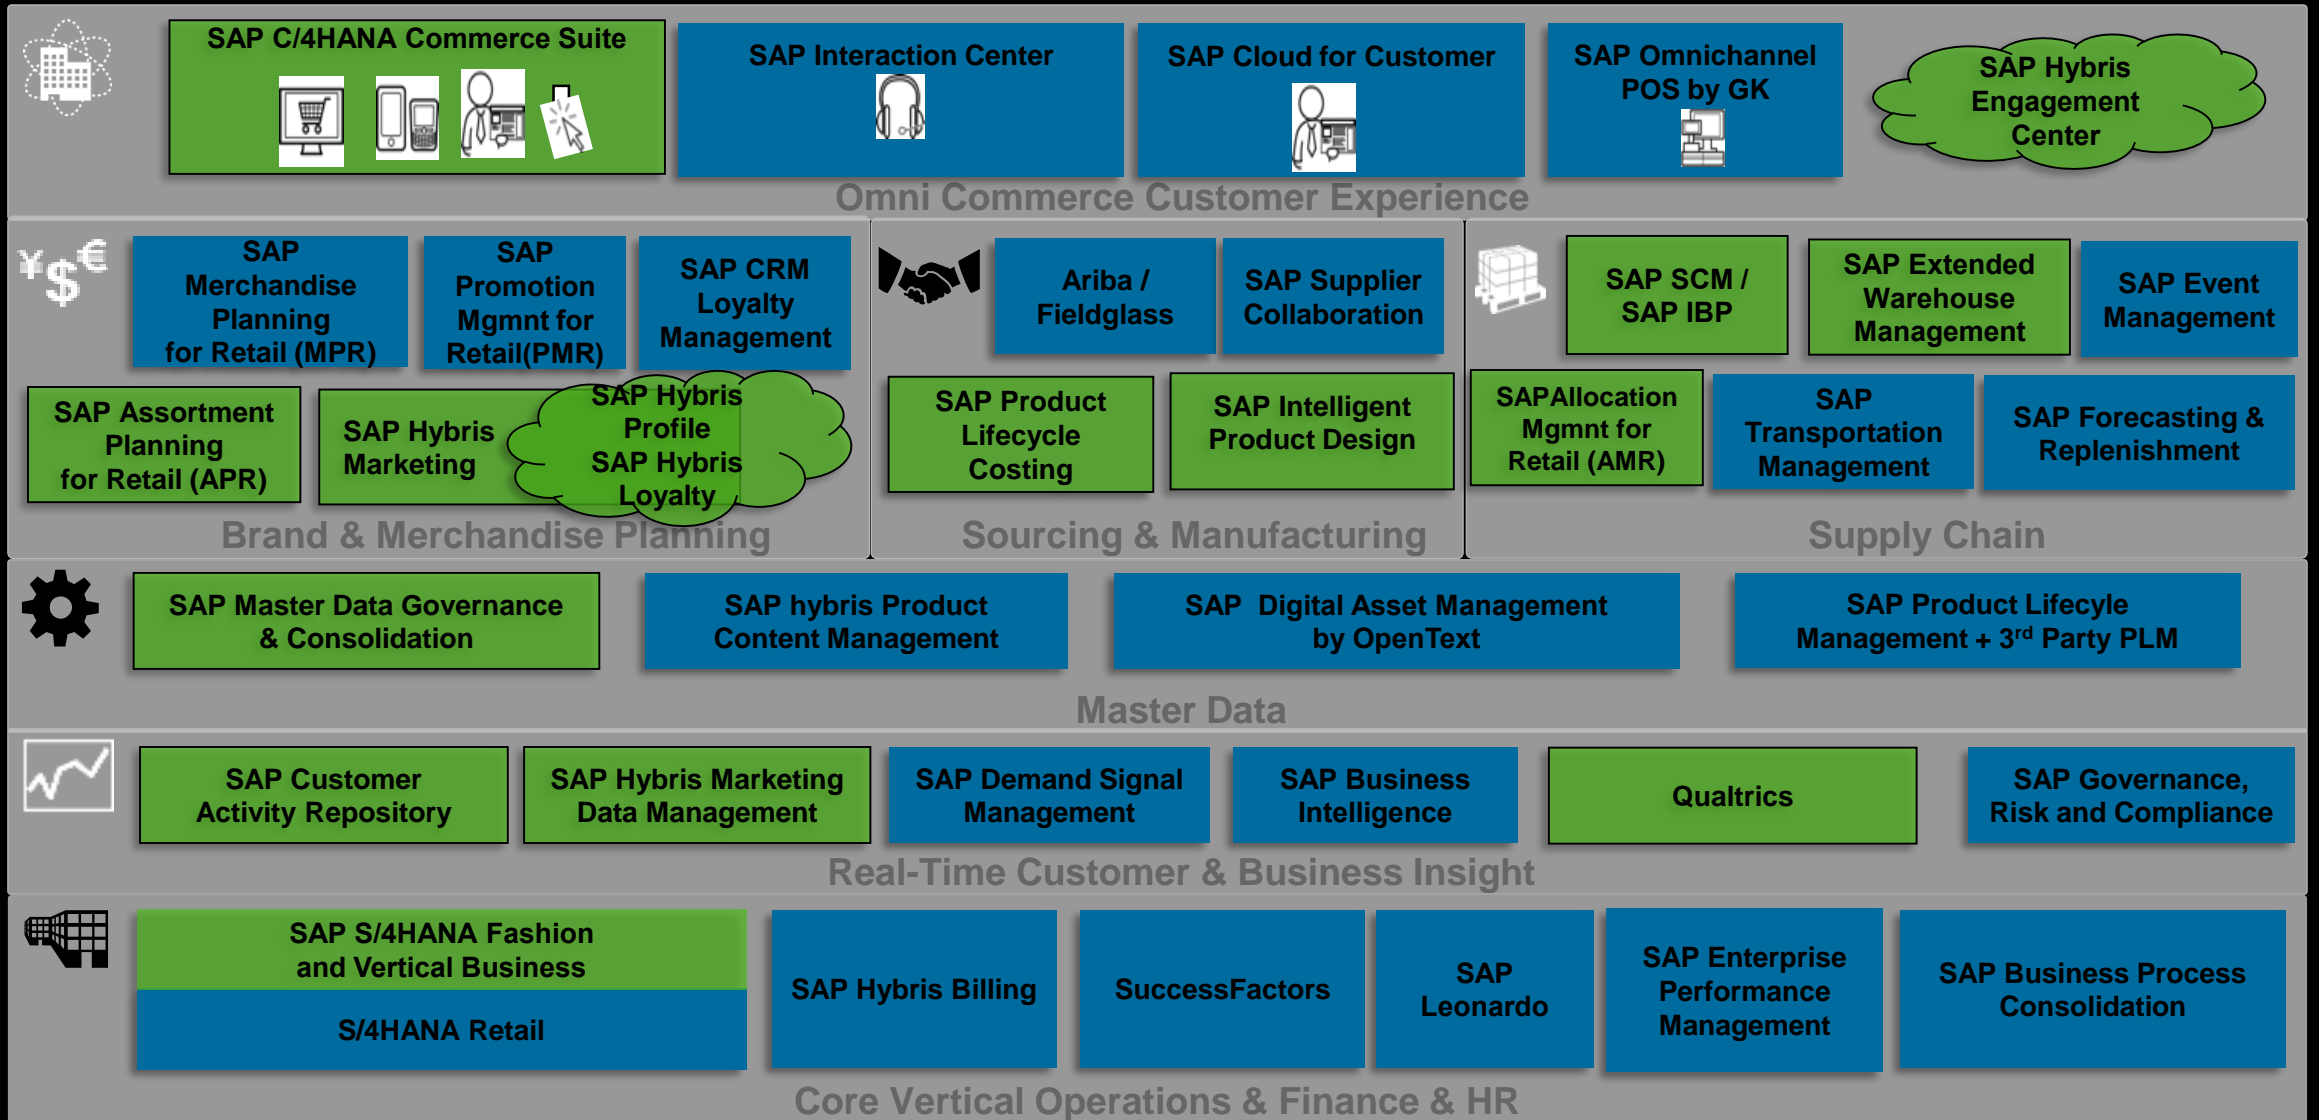 SAP C/4HANA Commerce Suite
SAP Interaction Center
SAP Cloud for Customer
SAP Omnichannel
POS by GK
SAP Hybris
Engagement
Center
Omni Commerce Customer Experience
SAP
Merchandise
Planning
for Retail (MPR)
SAP
Promotion
Mgmnt for
Retail(PMR)
SAP CRM
Loyalty
Management
SAP Assortment
Planning
for Retail (APR)
SAP Hybris
Marketing
SAP Hybris
Profile
SAP Hybris
Loyalty
Brand & Merchandise Planning
Ariba /
Fieldglass
SAP Supplier
Collaboration
SAP Product
Lifecycle
Costing
SAP Intelligent
Product Design
Sourcing & Manufacturing
SAP SCM /
SAP IBP
SAP Extended
Warehouse
Management
SAP Event
Management
SAPAllocation
Mgmnt for
Retail (AMR)
SAP
Transportation
Management
SAP Forecasting &
Replenishment
Supply Chain
SAP Master Data Governance
& Consolidation
SAP hybris Product
Content Management
SAP Digital Asset Management
by OpenText
SAP Product Lifecyle
Management + 3rd Party PLM
Master Data
SAP Customer
Activity Repository
SAP Hybris Marketing
Data Management
SAP Demand Signal
Management
SAP Business
Intelligence
Qualtrics
SAP Governance,
Risk and Compliance
Real-Time Customer & Business Insight
SAP S/4HANA Fashion
and Vertical Business
S/4HANA Retail
SAP Hybris Billing
SuccessFactors
SAP
Leonardo
SAP Enterprise
Performance
Management
SAP Business Process
Consolidation
Core Vertical Operations & Finance & HR